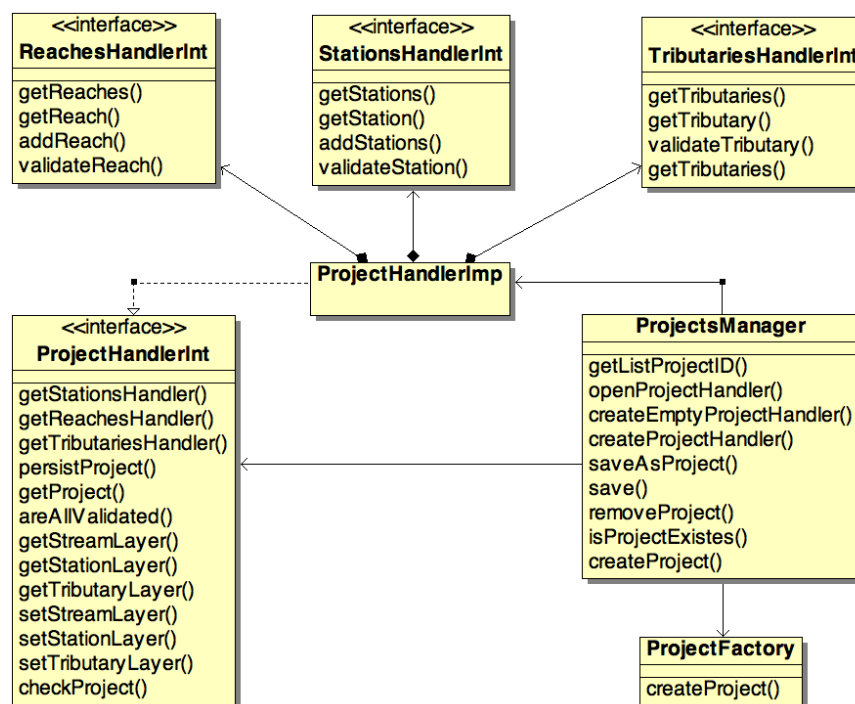 <<interface>>
ReachesHandlerInt
getReaches()
getReach()
addReach()
validateReach()
<<interface>>
StationsHandlerInt
getStations()
getStation()
addStations()
validateStation()
<<interface>>
TributariesHandlerInt
getTributaries()
getTributary()
validateTributary()
getTributaries()
ProjectHandlerImp
<<interface>>
ProjectHandlerInt
getStationsHandler()
getReachesHandler()
getTributariesHandler()
persistProject()
getProject()
areAllValidated()
getStreamLayer()
getStationLayer()
getTributaryLayer()
setStreamLayer()
setStationLayer()
setTributaryLayer()
checkProject()
ProjectsManager
getListProjectID()
openProjectHandler()
createEmptyProjectHandler()
createProjectHandler()
saveAsProject()
save()
removeProject()
isProjectExistes()
createProject()
ProjectFactory
createProject()